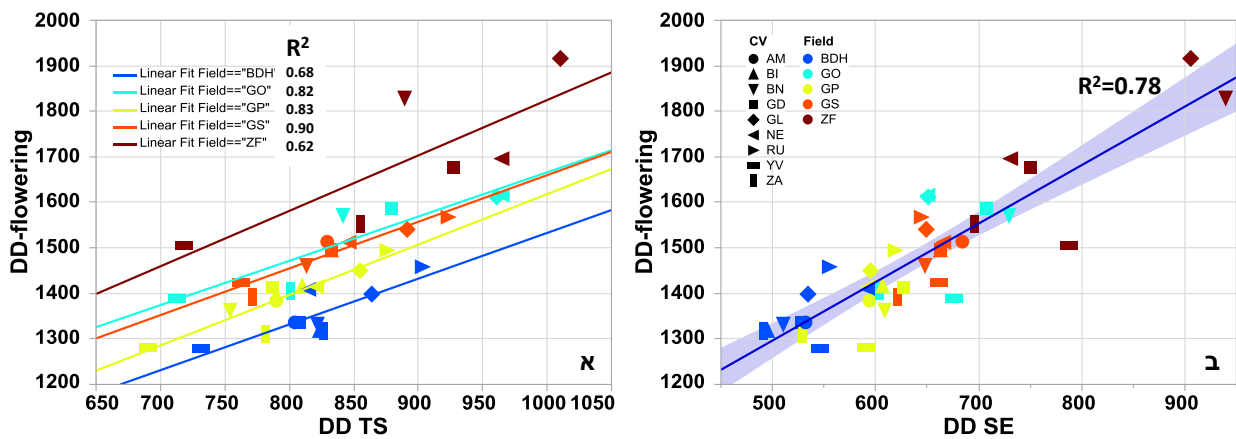 2000
1900
1800
1700
1600
1500
1400
1300
1200
DD-flowering
R²
Linear Fit Field=="BDH" 0.68
Linear Fit Field=="GO" 0.82
Linear Fit Field=="GP" 0.83
Linear Fit Field=="GS" 0.90
Linear Fit Field=="ZF" 0.62
א
650 700 750 800 850 900 950 1000 1050
DD TS
2000
1900
1800
1700
1600
1500
1400
1300
1200
DD-flowering
CV Field
AM BDH
BI GO
BN GP
GD GS
GL ZF
NE
RU
YV
ZA
R²=0.78
ב
500 600 700 800 900
DD SE